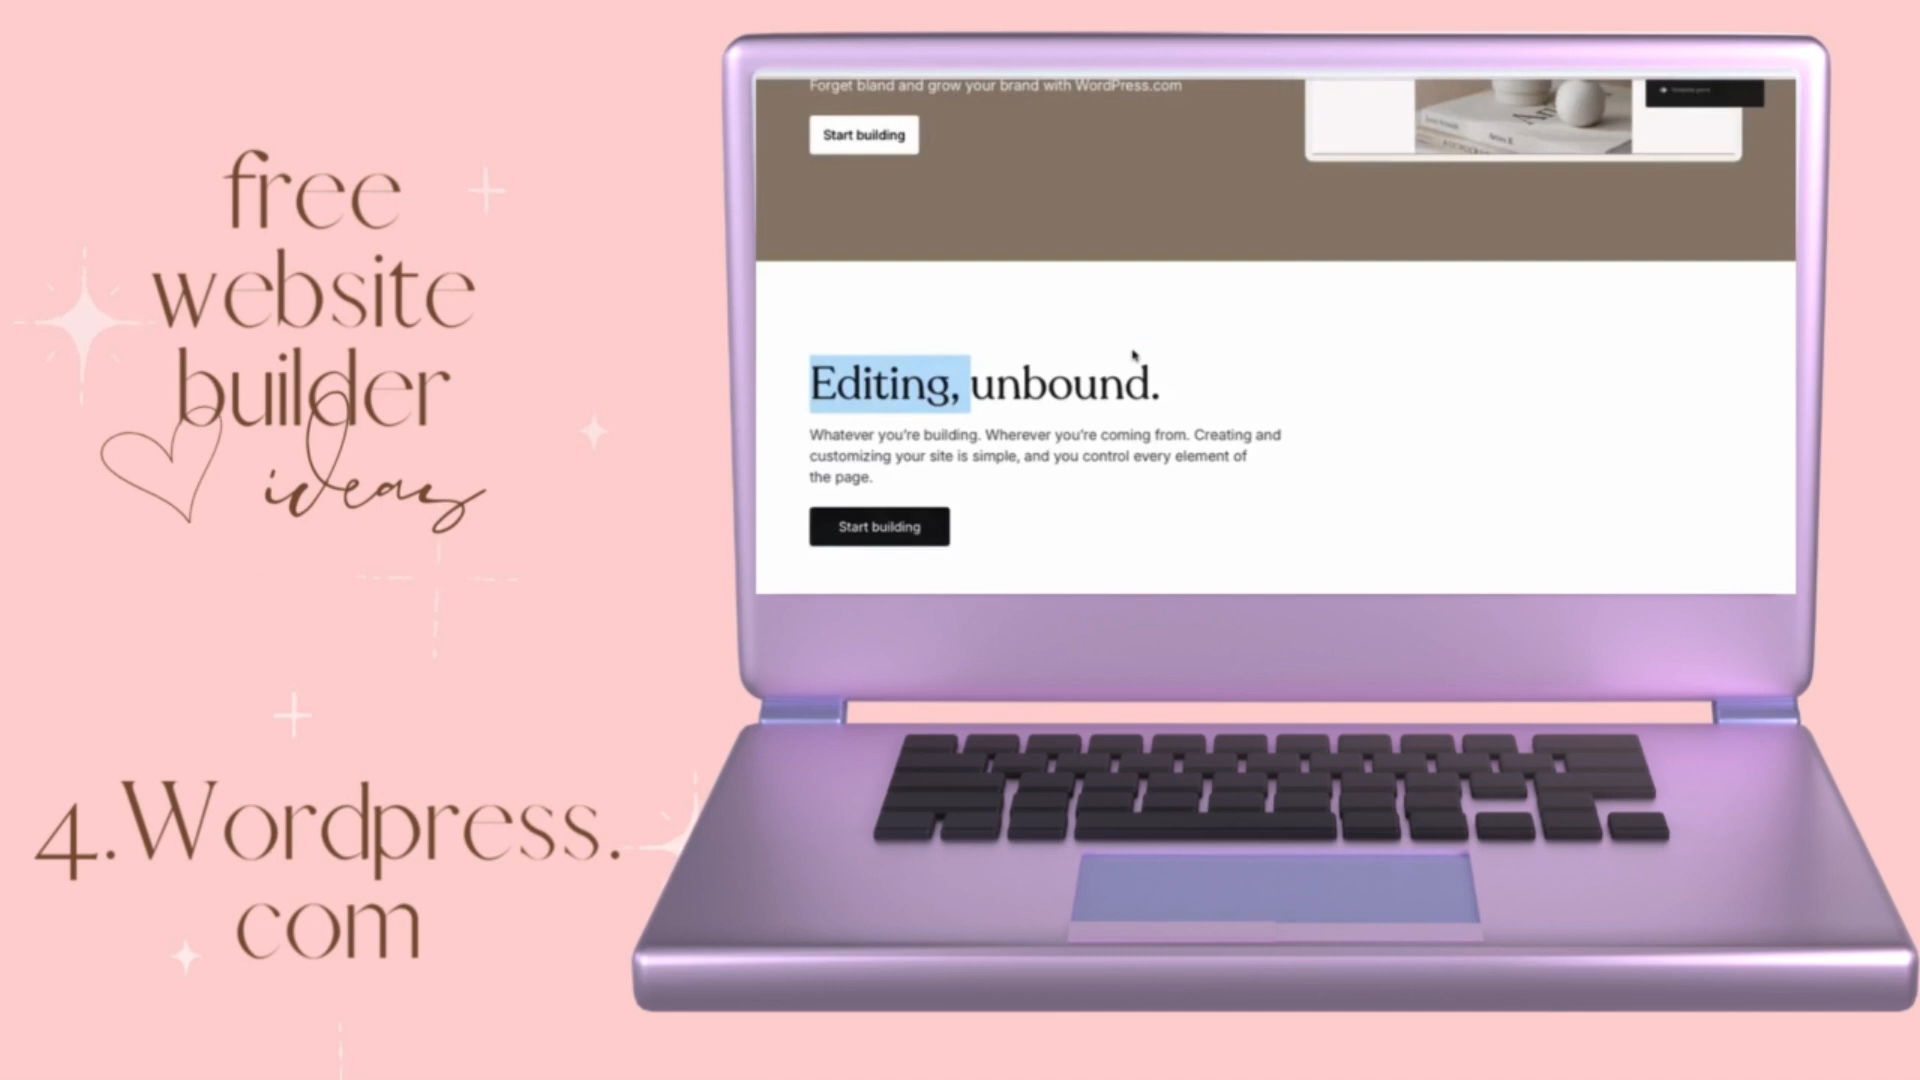 free
website
builder
ideas
4.Wordpress.
com
Forget bland and grow your brand with WordPress.com
Start building
Editing, unbound.
Whatever you're building. Wherever you're coming from. Creating and
customizing your site is simple, and you control every element of
the page.
Start building